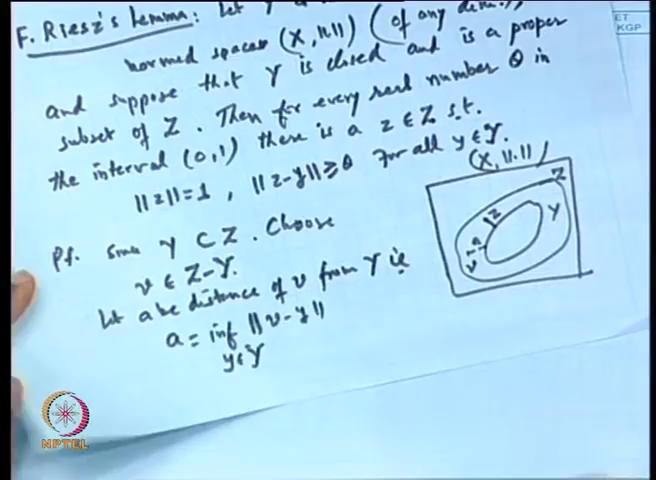 F. Riesz's Lemma: Let Y
normed spaces (X, ||.||) (of any dim.),
and suppose that Y is closed and is a proper
subset of Z. Then for every real number θ in
the interval (0,1) there is a z ∈ Z s.t.
||z||=1, ||z-y||≥θ for all y∈Y.
Pf. Since Y ⊂ Z. Choose
v ∈ Z-Y.
Let a be distance of v from Y ie
a = inf ||v-y||
y∈Y
(X, ||.||)
Z
Y
z
a
v
ET
KGP
NPTEL